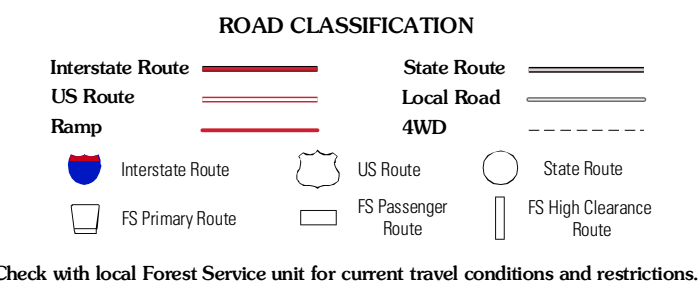 ROAD CLASSIFICATION
Interstate Route
State Route
US Route
Local Road
Ramp
4WD
Interstate Route
US Route
State Route
FS Primary Route
FS Passenger
Route
FS High Clearance
Route
Check with local Forest Service unit for current travel conditions and restrictions.